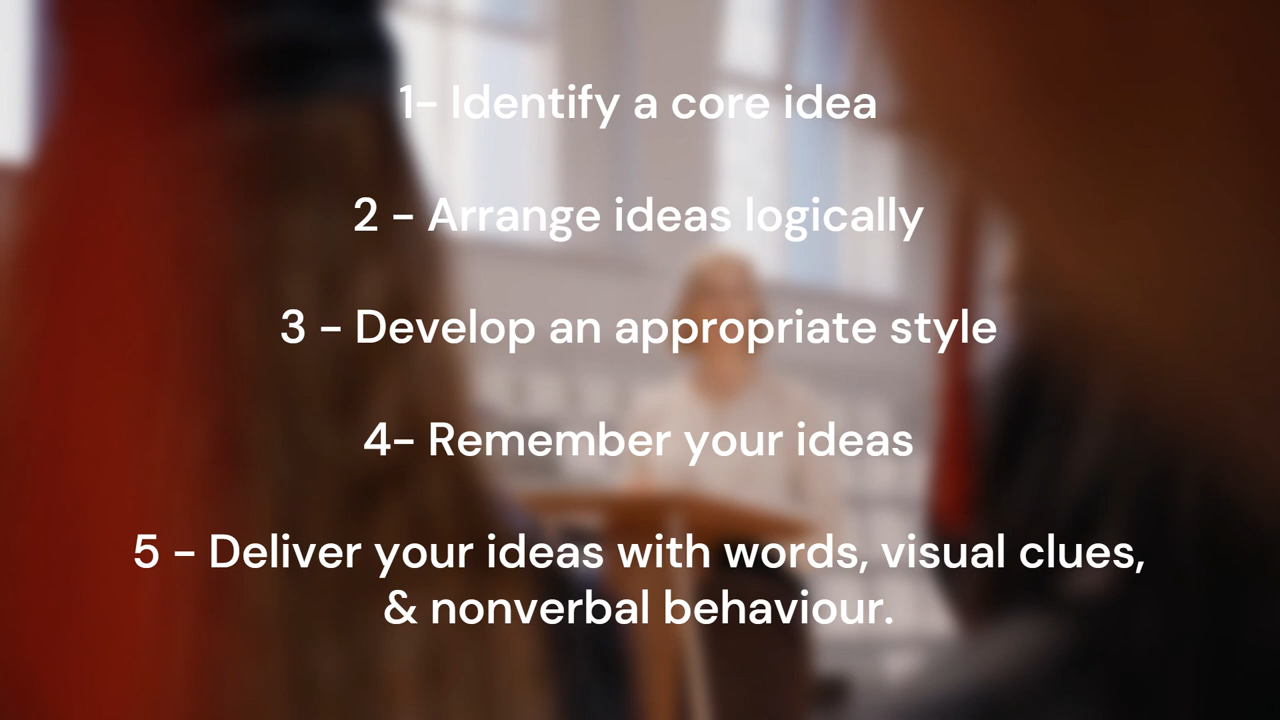 1- Identify a core idea
2 - Arrange ideas logically
3 - Develop an appropriate style
4- Remember your ideas
5 - Deliver your ideas with words, visual clues,
& nonverbal behaviour.